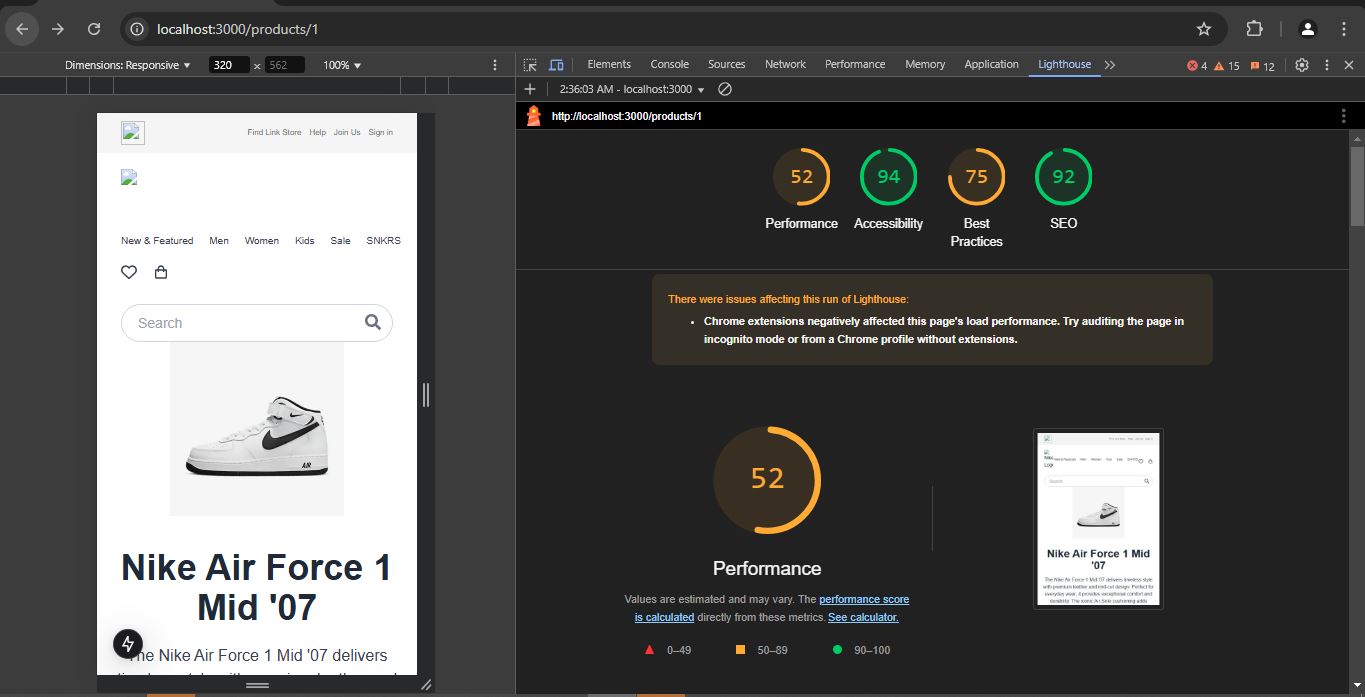 localhost:3000/products/1
Dimensions: Responsive 320 × 562 100%
Elements Console Sources Network Performance Memory Application Lighthouse 4 15 12
2:36:03 AM - localhost:3000
http://localhost:3000/products/1
Find Link Store Help Join Us Sign in
New & Featured Men Women Kids Sale SNKRS
Search
AIR
Nike Air Force 1
Mid '07
The Nike Air Force 1 Mid '07 delivers
52 94 75 92
Performance Accessibility Best Practices SEO
There were issues affecting this run of Lighthouse:
• Chrome extensions negatively affected this page's load performance. Try auditing the page in
incognito mode or from a Chrome profile without extensions.
52
Performance
Values are estimated and may vary. The performance score
is calculated directly from these metrics. See calculator.
0–49 50–89 90–100
Search
Nike Air Force 1 Mid
'07
The Nike Air Force 1 Mid '07 delivers timeless style
with premium leather and mid-cut design. Perfect for
everyday wear, it provides exceptional comfort and